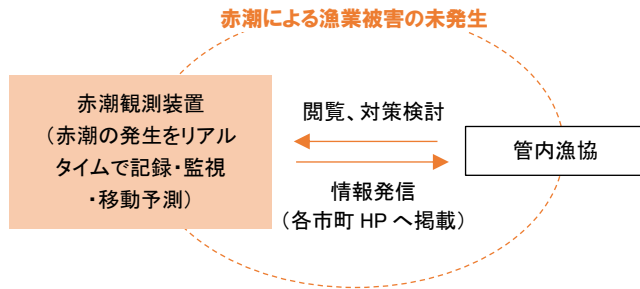 赤潮による漁業被害の未発生
赤潮観測装置
（赤潮の発生をリアル
タイムで記録・監視
・移動予測）
閲覧、対策検討
情報発信
（各市町 HP へ掲載）
管内漁協